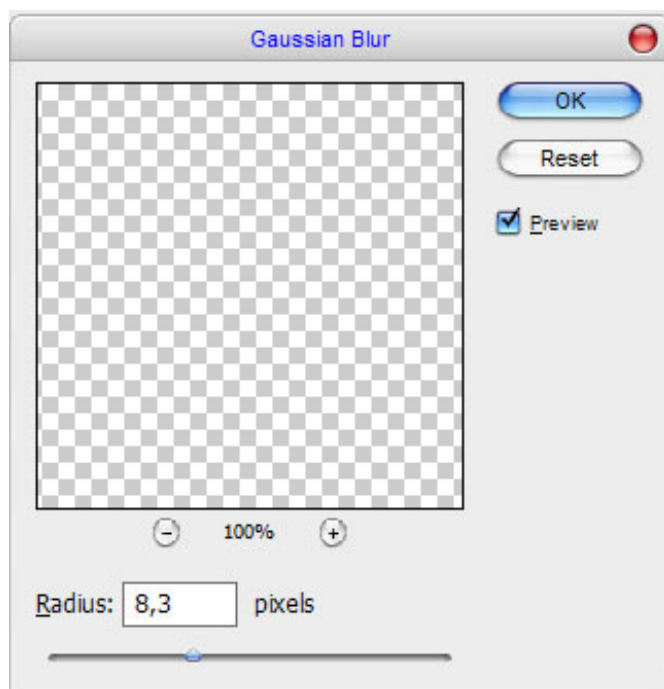 Gaussian Blur
OK
Reset
Preview
100%
Radius: 8,3 pixels